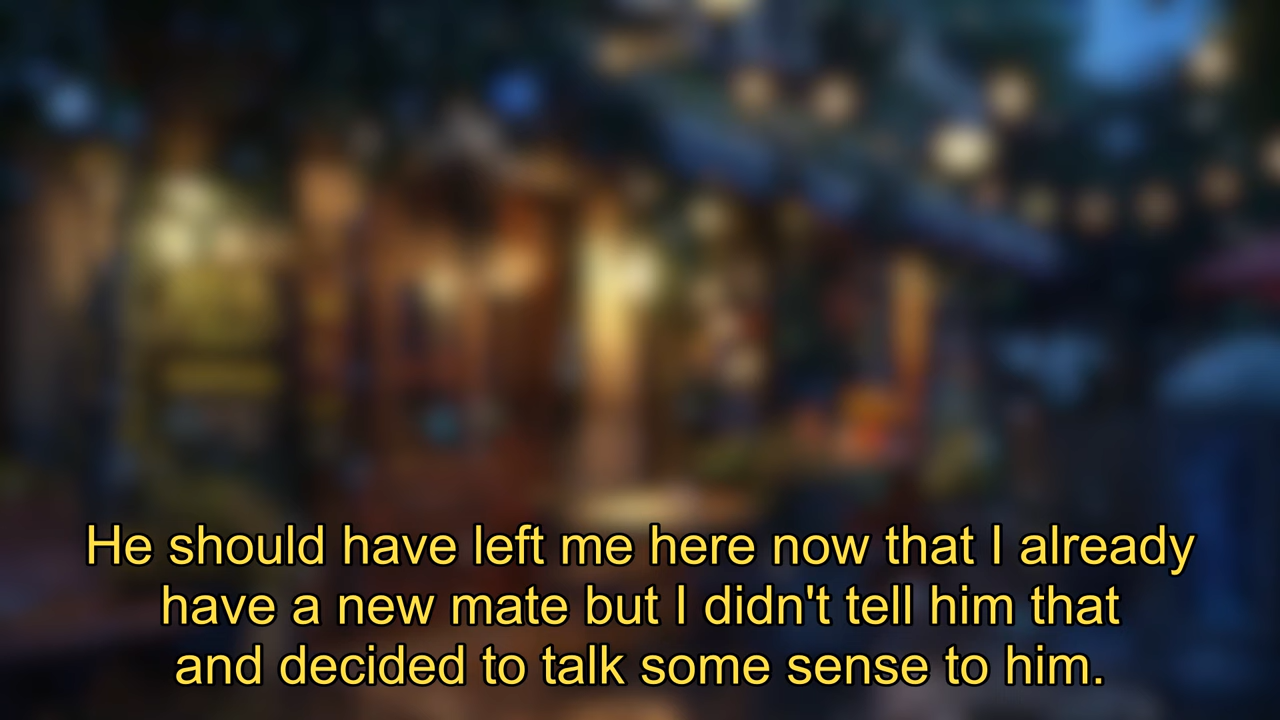 He should have left me here now that I already
have a new mate but I didn't tell him that
and decided to talk some sense to him.